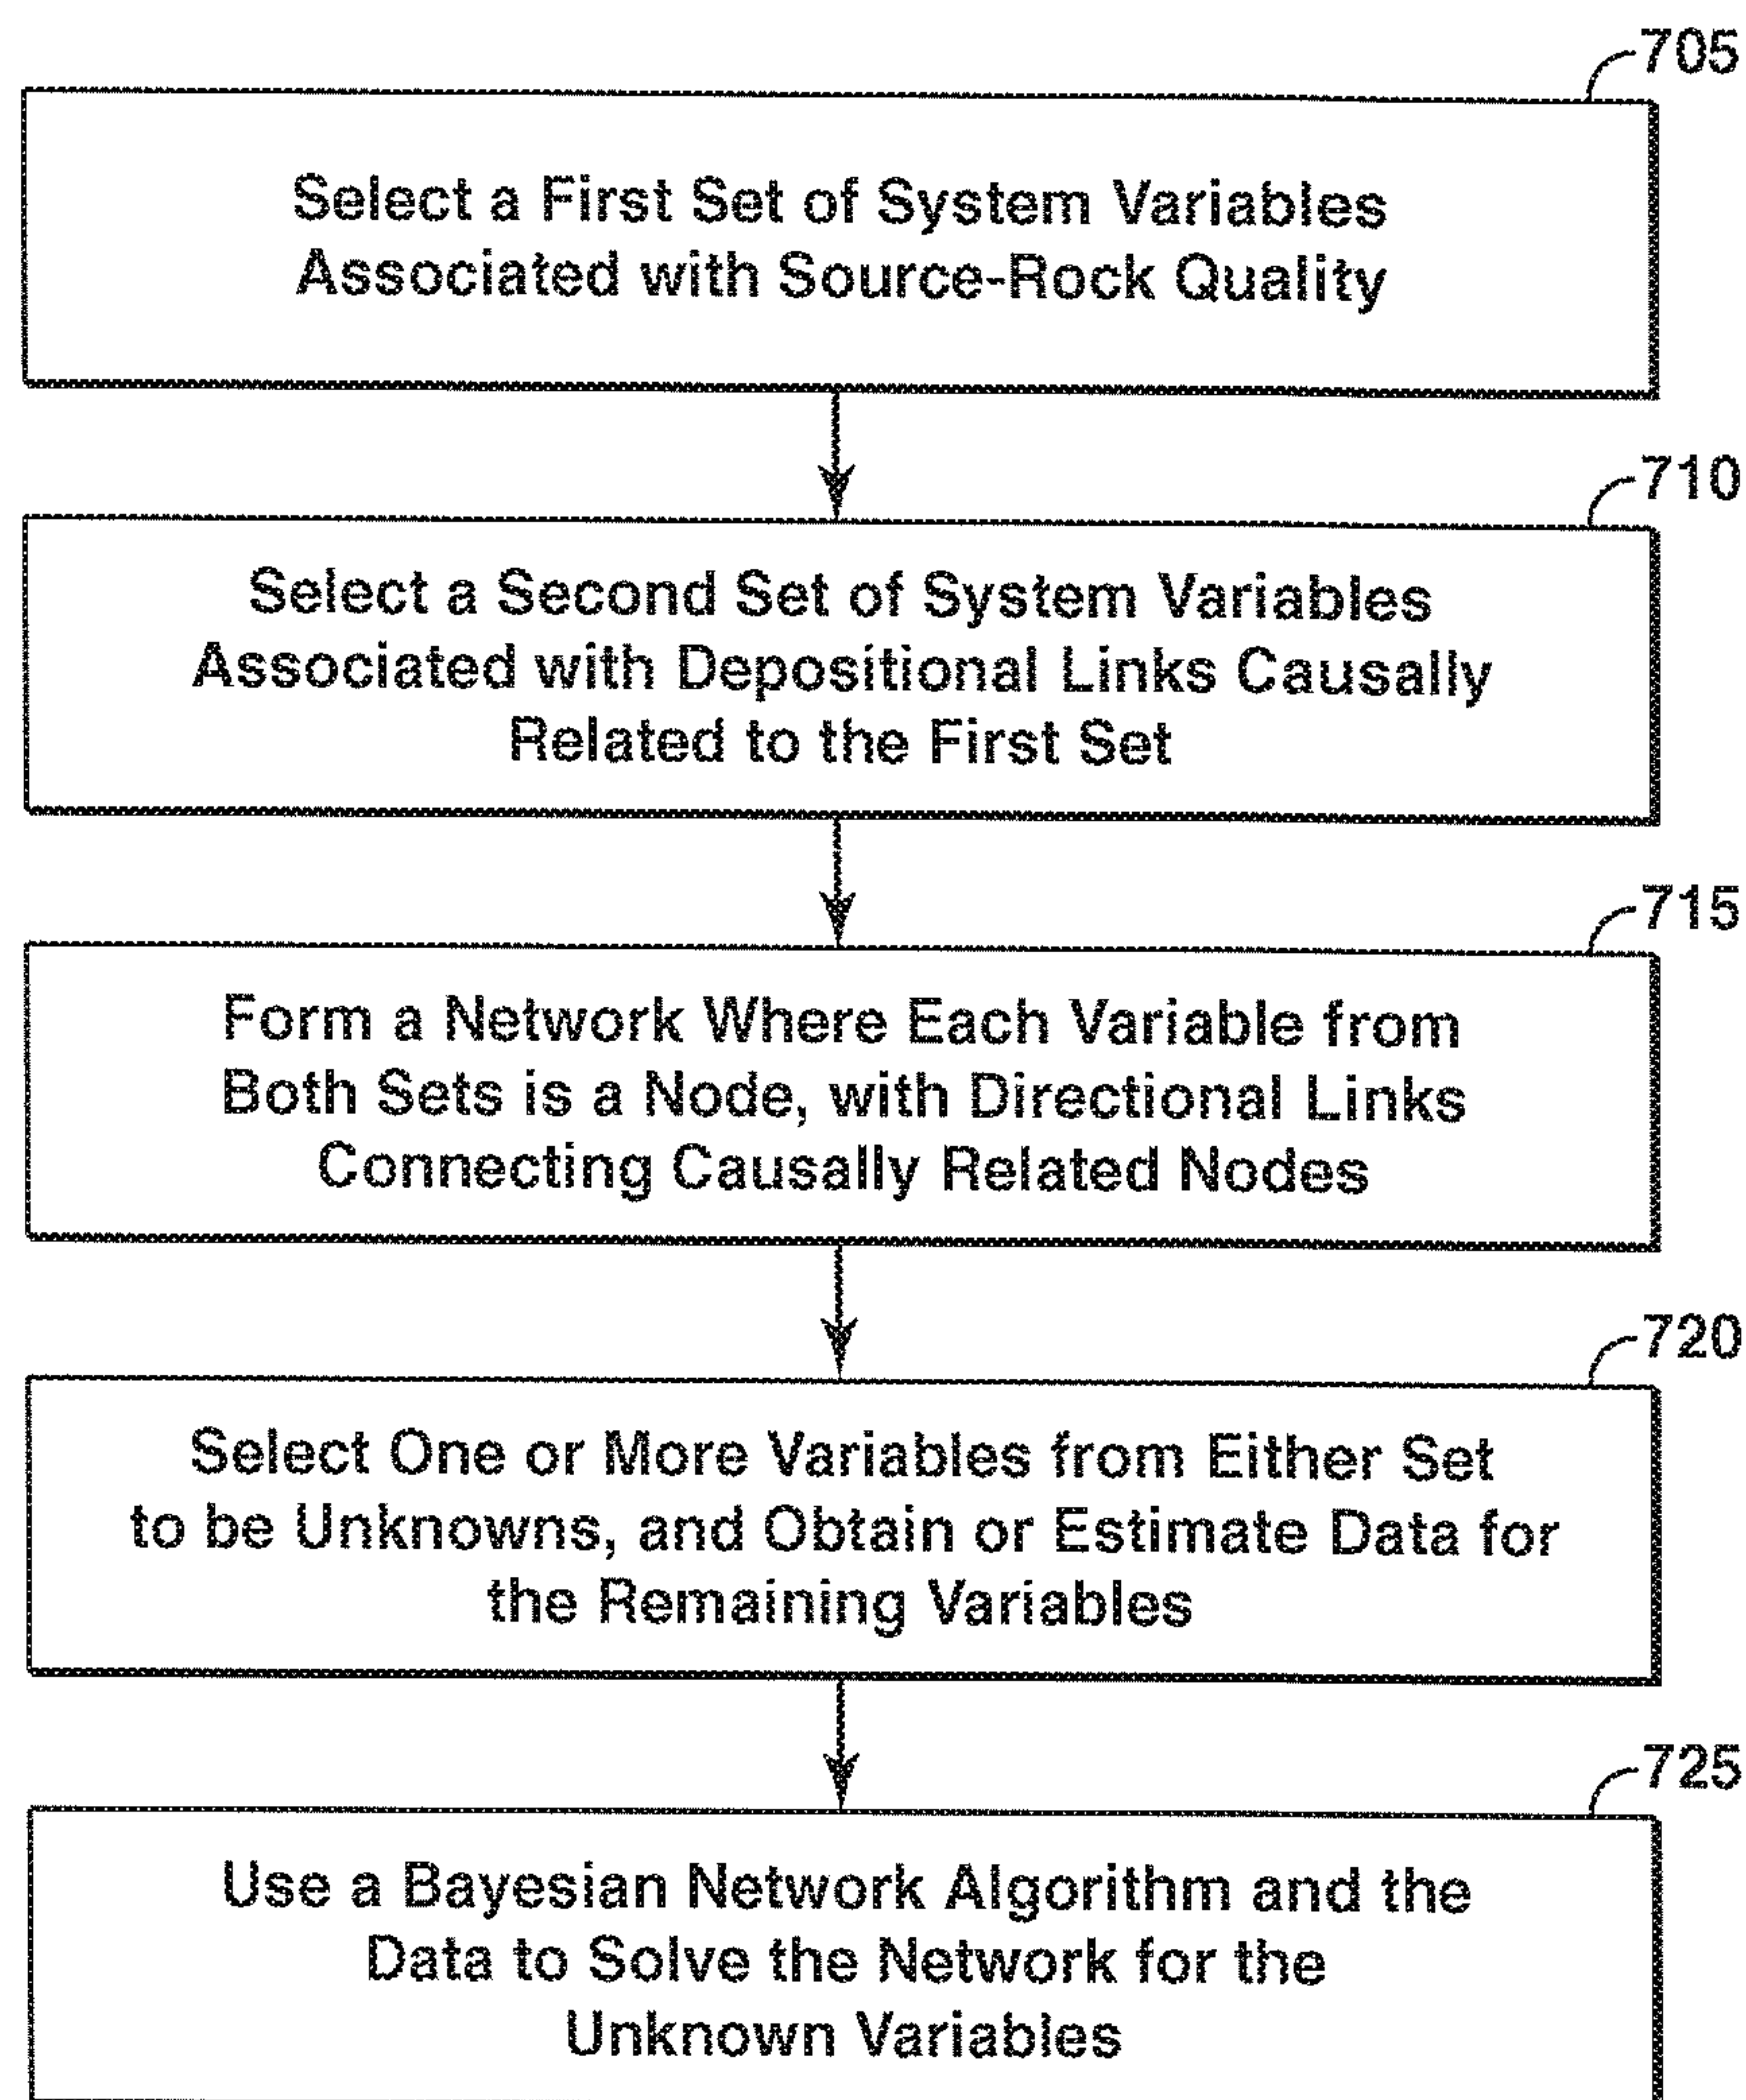 705
Select a First Set of System Variables
Associated with Source-Rock Quality
710
Select a Second Set of System Variables
Associated with Depositional Links Causally
Related to the First Set
715
Form a Network Where Each Variable from
Both Sets is a Node, with Directional Links
Connecting Causally Related Nodes
720
Select One or More Variables from Either Set
to be Unknowns, and Obtain or Estimate Data for
the Remaining Variables
725
Use a Bayesian Network Algorithm and the
Data to Solve the Network for the
Unknown Variables